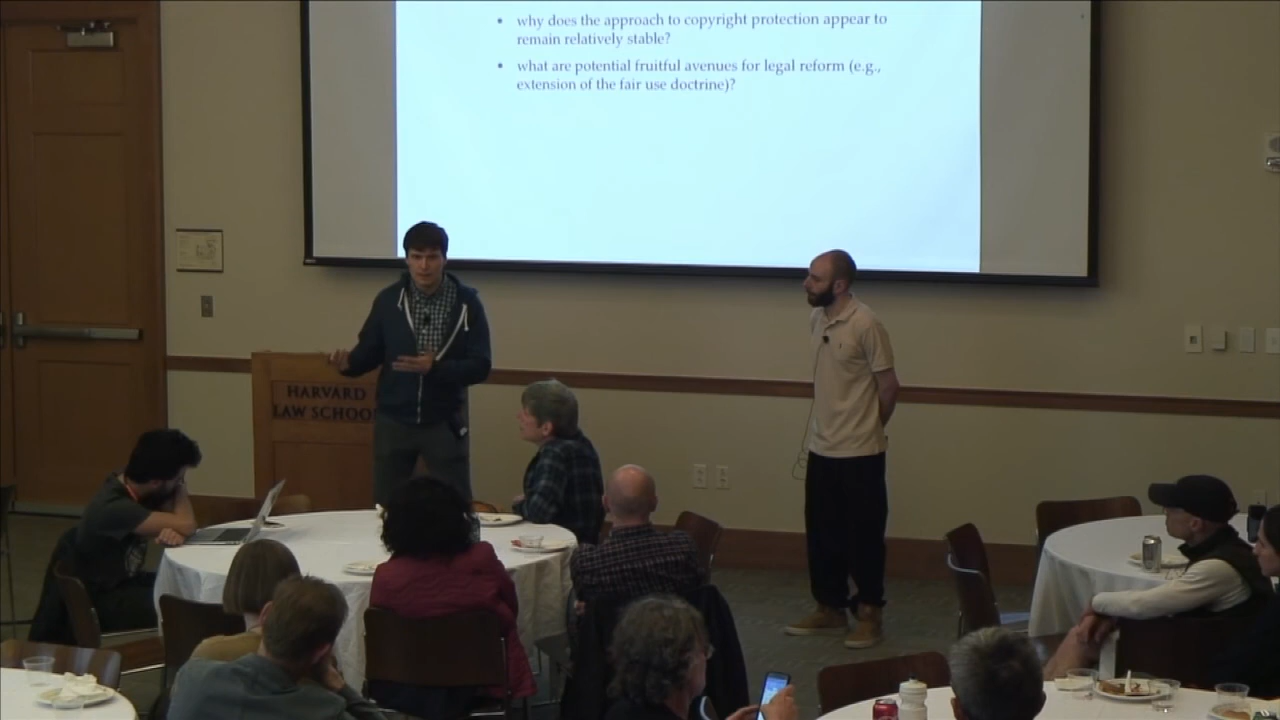 • why does the approach to copyright protection appear to
remain relatively stable?
• what are potential fruitful avenues for legal reform (e.g.,
extension of the fair use doctrine)?
HARVARD
LAW SCHOO